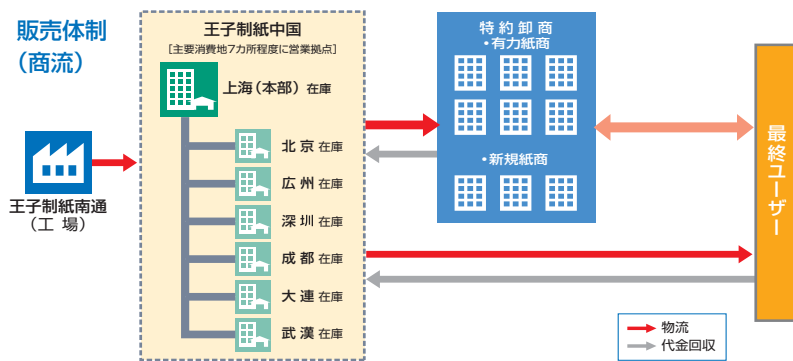 販売体制
(商流)
王子制紙中国
[主要消費地7カ所程度に営業拠点]
上海(本部) 在庫
北京 在庫
広州 在庫
深圳 在庫
成都 在庫
大連 在庫
武漢 在庫
王子制紙南通
(工場)
特約卸商
・有力紙商
・新規紙商
最終ユーザー
物流
代金回収